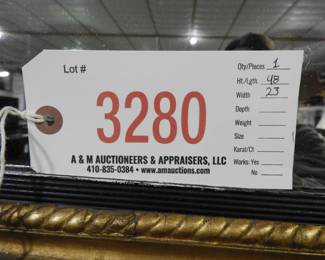 Lot #
3280
A & M AUCTIONEERS & APPRAISERS, LLC
410-835-0384 • www.amauctions.com
Qty/Pieces 1
Ht./Lgth. 48
Width 23
Depth
Weight
Size
Karat/Ct
Works: Yes
No